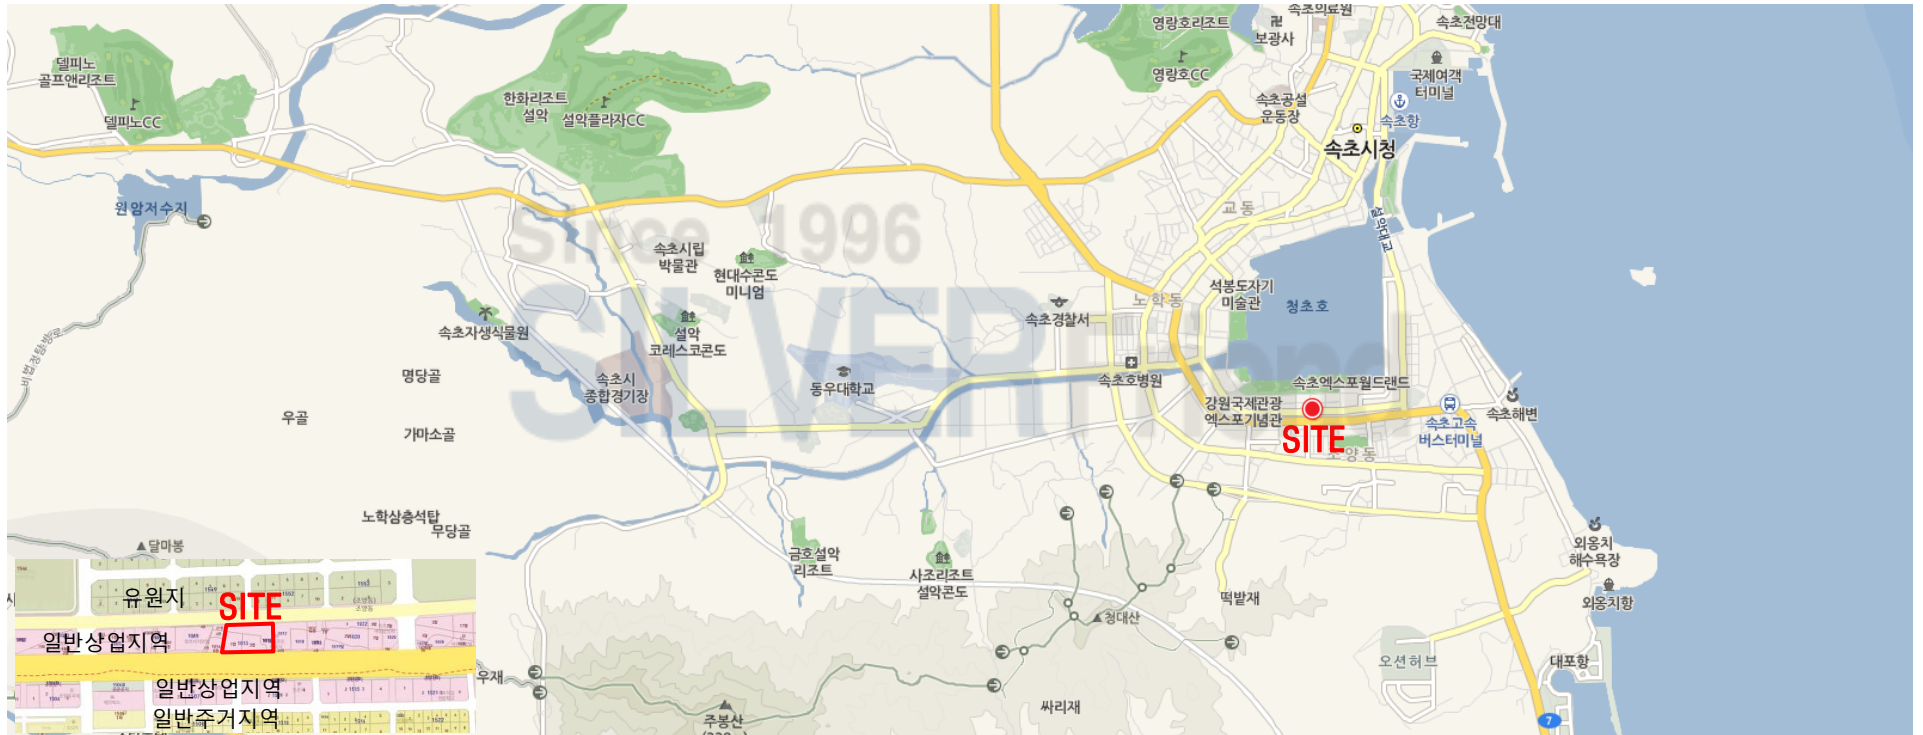 영랑호리조트
속초의료원
보광사
속초전망대
델피노
골프앤리조트
영랑호CC
국제여객
터미널
한화리조트
설악
설악플라자CC
델피노CC
속초공설
운동장
속초항
속초시청
원암저수지
교동
설악대교
Since 1996
속초시립
박물관
현대수콘도
미니엄
석봉도자기
미술관
노학동
청초호
속초경찰서
속초자생식물원
설악
코레스코콘도
SILVER Friend
비법정탐방로
명당골
속초시
종합경기장
동우대학교
속초호병원
속초엑스포월드랜드
우골
가마소골
강원국제관광
엑스포기념관
SITE
속초고속
버스터미널
속초해변
조양동
노학삼층석탑
무당골
달마봉
금호설악
리조트
사조리조트
설악콘도
외옹치
해수욕장
외옹치항
떡밭재
청대산
유원지
SITE
일반상업지역
일반상업지역
일반주거지역
우재
오션허브
대포항
주봉산
싸리재
7